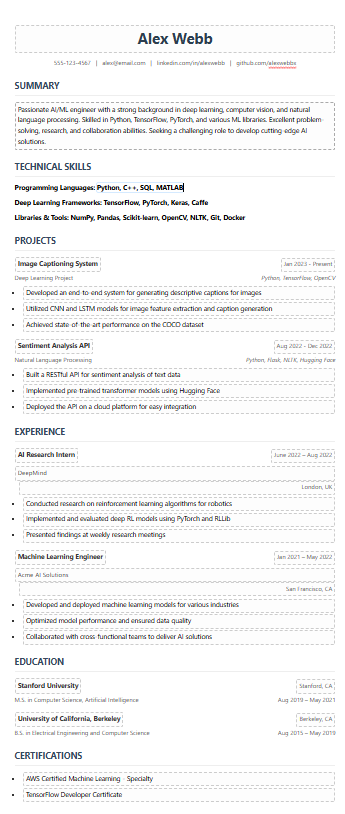 Alex Webb
555-123-4567 | alex@email.com | linkedin.com/in/alexwebb | github.com/alexwebbx
SUMMARY
Passionate AI/ML engineer with a strong background in deep learning, computer vision, and natural
language processing. Skilled in Python, TensorFlow, PyTorch, and various ML libraries. Excellent problem-
solving, research, and collaboration abilities. Seeking a challenging role to develop cutting-edge AI
solutions.
TECHNICAL SKILLS
Programming Languages: Python, C++, SQL, MATLAB
Deep Learning Frameworks: TensorFlow, PyTorch, Keras, Caffe
Libraries & Tools: NumPy, Pandas, Scikit-learn, OpenCV, NLTK, Git, Docker
PROJECTS
Image Captioning System Jan 2023 - Present
Deep Learning Project Python, TensorFlow, OpenCV
• Developed an end-to-end system for generating descriptive captions for images
• Utilized CNN and LSTM models for image feature extraction and caption generation
• Achieved state-of-the-art performance on the COCO dataset
Sentiment Analysis API Aug 2022 - Dec 2022
Natural Language Processing Python, Flask, NLTK, Hugging Face
• Built a RESTful API for sentiment analysis of text data
• Implemented pre-trained transformer models using Hugging Face
• Deployed the API on a cloud platform for easy integration
EXPERIENCE
AI Research Intern June 2022 – Aug 2022
DeepMind
London, UK
• Conducted research on reinforcement learning algorithms for robotics
• Implemented and evaluated deep RL models using PyTorch and RLLib
• Presented findings at weekly research meetings
Machine Learning Engineer Jan 2021 – May 2022
Acme AI Solutions
San Francisco, CA
• Developed and deployed machine learning models for various industries
• Optimized model performance and ensured data quality
• Collaborated with cross functional teams to deliver AI solutions
EDUCATION
Stanford University Stanford, CA
M.S. in Computer Science, Artificial Intelligence Aug 2019 – May 2021
University of California, Berkeley Berkeley, CA
B.S. in Electrical Engineering and Computer Science Aug 2015 – May 2019
CERTIFICATIONS
• AWS Certified Machine Learning - Specialty
• TensorFlow Developer Certificate